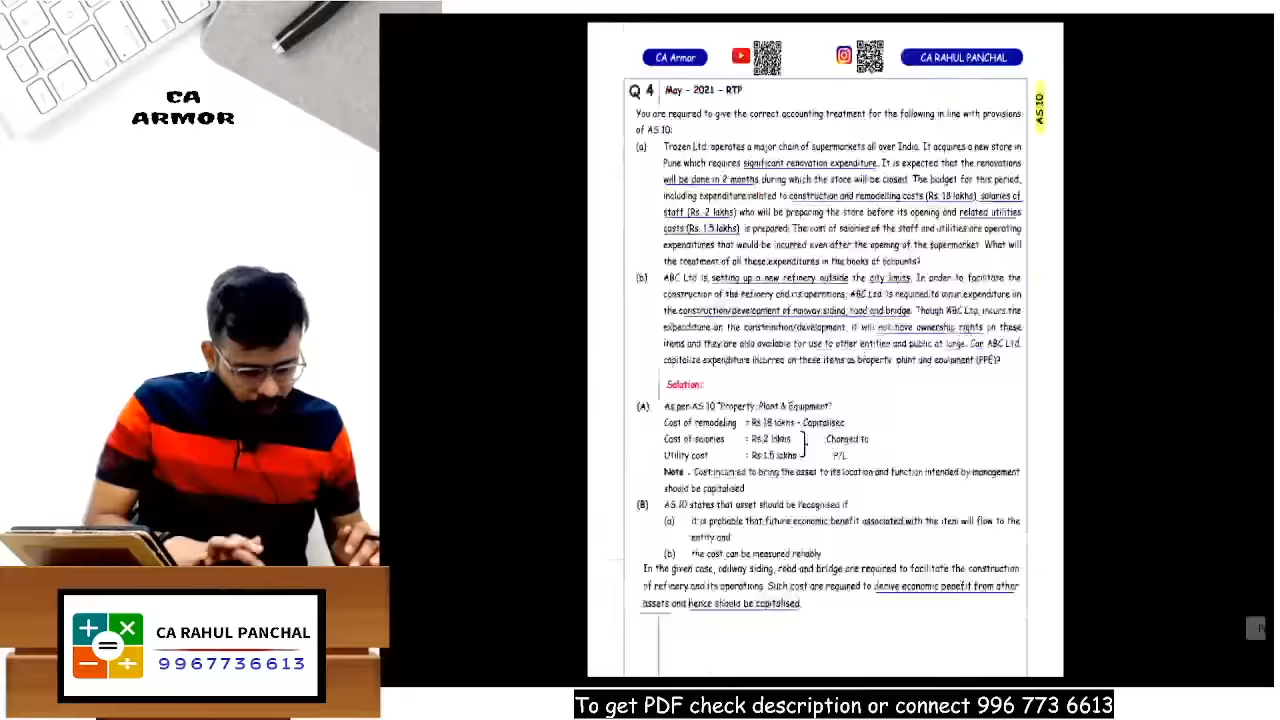 CA
ARMOR
CA Armor
CA RAHUL PANCHAL
AS 10
Q 4 May - 2021 - RTP
You are required to give the correct accounting treatment for the following in line with provisions
of AS 10:
(a) Trozen Ltd. operates a major chain of supermarkets all over India. It acquires a new store in
Pune which requires significant renovation expenditure. It is expected that the renovations
will be done in 2 months during which the store will be closed. The budget for this period,
including expenditure related to construction and remodelling costs (Rs. 18 lakhs) salaries of
staff (Rs. 2 lakhs) who will be preparing the store before its opening and related utilities
costs (Rs. 1.5 lakhs) is prepared. The cost of salaries of the staff and utilities are operating
expenditures that would be incurred even after the opening of the supermarket. What will
the treatment of all these expenditures in the books of accounts?
(b) ABC Ltd is setting up a new refinery outside the city limits. In order to facilitate the
construction of the refinery and its operations, ABC Ltd. is required to incur expenditure on
the construction/development of railway siding, road and bridge. Though ABC Ltd. incurs the
expenditure on the construction/development, it will not have ownership rights on these
items and they are also available for use to other entities and public at large. Can ABC Ltd.
capitalize expenditure incurred on these items as property, plant and equipment (PPE)?
Solution:
(A) As per AS 10 "Property, Plant & Equipment"
Cost of remodeling = Rs 18 lakhs - Capitalised
Cost of salaries = Rs.2 lakhs Charged to
Utility cost = Rs 1.5 lakhs P/L
Note - Cost incurred to bring the asset to its location and function intended by management
should be capitalised
(B) AS 10 states that asset should be Recognised if
(a) it is probable that future economic benefit associated with the item will flow to the
entity and
(b) the cost can be measured reliably
In the given case, railway siding, road and bridge are required to facilitate the construction
of refinery and its operations. Such cost are required to derive economic benefit from other
assets and hence should be capitalised.
CA RAHUL PANCHAL
9967736613
To get PDF check description or connect 996 773 6613